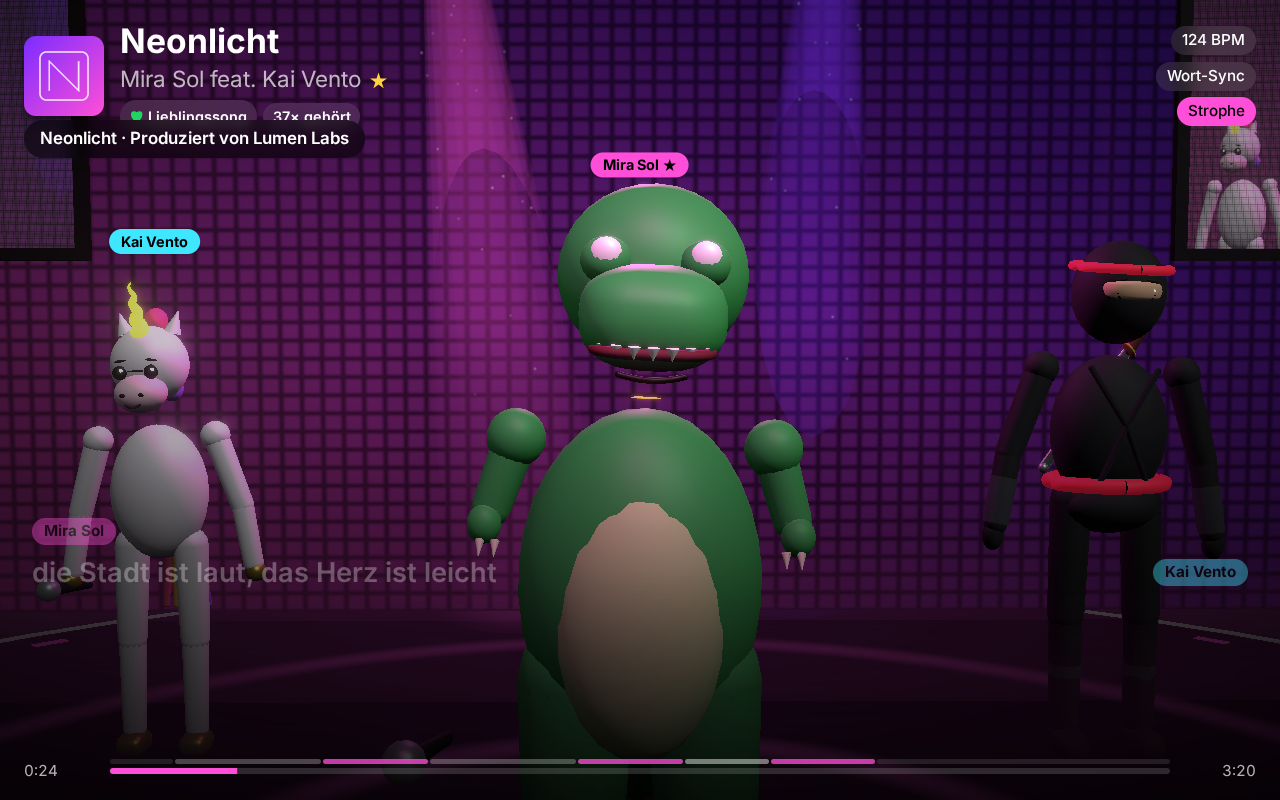 N
Neonlicht
Mira Sol feat. Kai Vento ★
Lieblingssong
37× gehört
Neonlicht · Produziert von Lumen Labs
124 BPM
Wort-Sync
Strophe
Mira Sol ★
Kai Vento
Mira Sol
die Stadt ist laut, das Herz ist leicht
Kai Vento
0:24
3:20